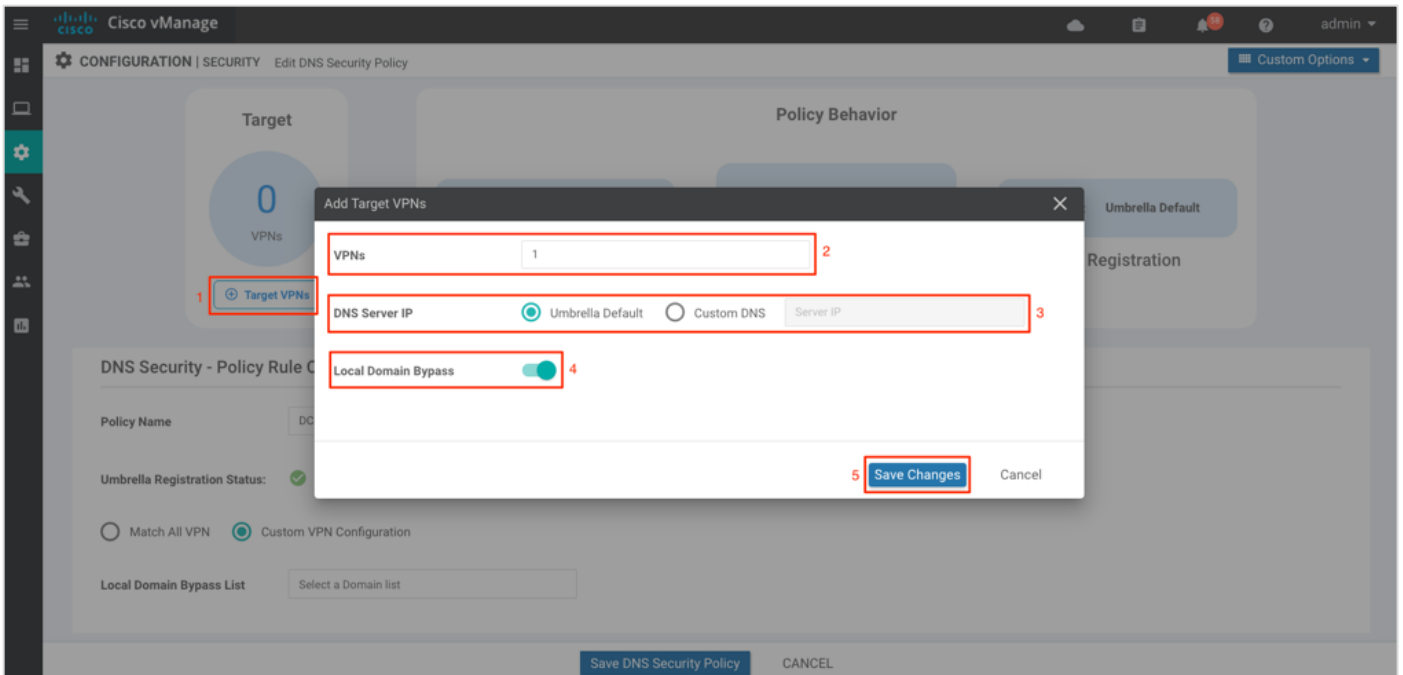 CISCO Cisco vManage 58 admin
CONFIGURATION | SECURITY Edit DNS Security Policy Custom Options
Target
Policy Behavior
0
VPNs
1 Target VPNs
Umbrella Default
Registration
Add Target VPNs
VPNs 1 2
DNS Server IP Umbrella Default Custom DNS Server IP 3
Local Domain Bypass 4
5 Save Changes Cancel
DNS Security - Policy Rule C
Policy Name DC
Umbrella Registration Status:
Match All VPN Custom VPN Configuration
Local Domain Bypass List Select a Domain list
Save DNS Security Policy CANCEL